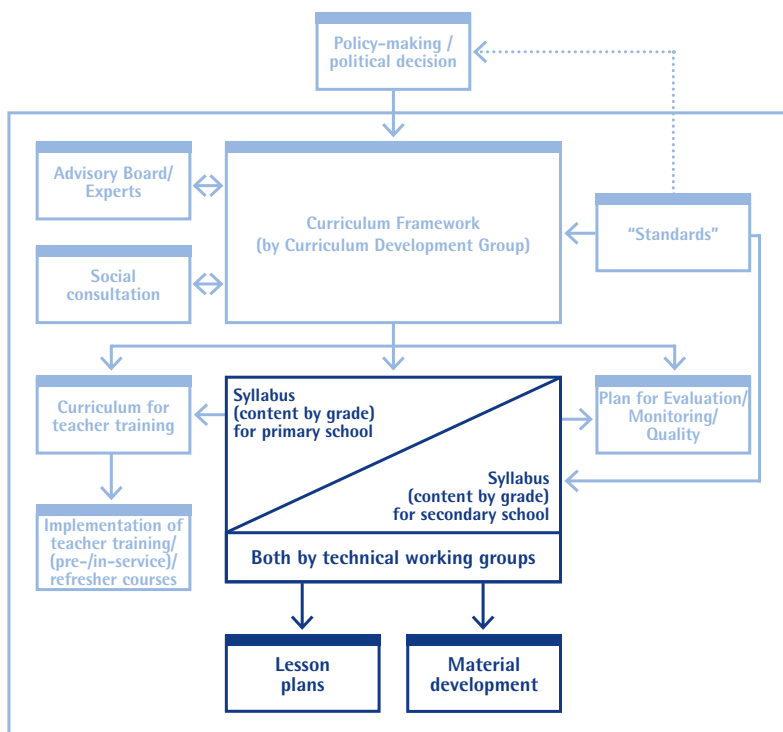 Policy-making /
political decision
Advisory Board/
Experts
Curriculum Framework
(by Curriculum Development Group)
“Standards”
Social
consultation
Curriculum for
teacher training
Syllabus
(content by grade)
for primary school
Plan for Evaluation/
Monitoring/
Quality
Syllabus
(content by grade)
for secondary school
Implementation of
teacher training/
(pre-/in-service)/
refresher courses
Both by technical working groups
Lesson
plans
Material
development